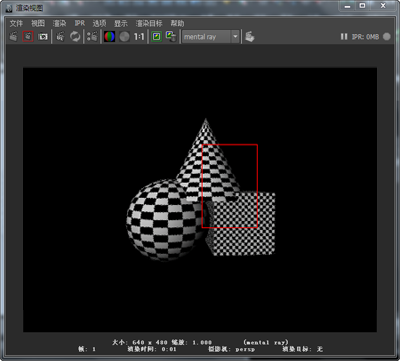 渲染视图
文件 视图 渲染 IPR 选项 显示 渲染目标 帮助
IPR 1:1 mental ray IPR: 0MB
大小: 640 x 480 缩放: 1.000 (mental ray)
帧: 1 渲染时间: 0:01 摄影机: persp 渲染目标: 无